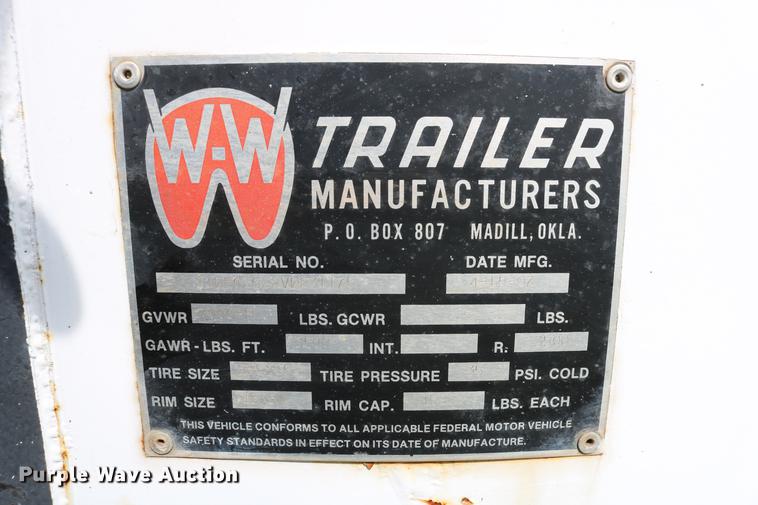 W-W TRAILER
MANUFACTURERS
P. O. BOX 807 MADILL, OKLA.
SERIAL NO. DATE MFG.
GVWR LBS. GCWR LBS.
GAWR - LBS. FT. INT. R.
TIRE SIZE TIRE PRESSURE PSI. COLD
RIM SIZE RIM CAP. LBS. EACH
THIS VEHICLE CONFORMS TO ALL APPLICABLE FEDERAL MOTOR VEHICLE
SAFETY STANDARDS IN EFFECT ON ITS DATE OF MANUFACTURE.
Purple Wave Auction